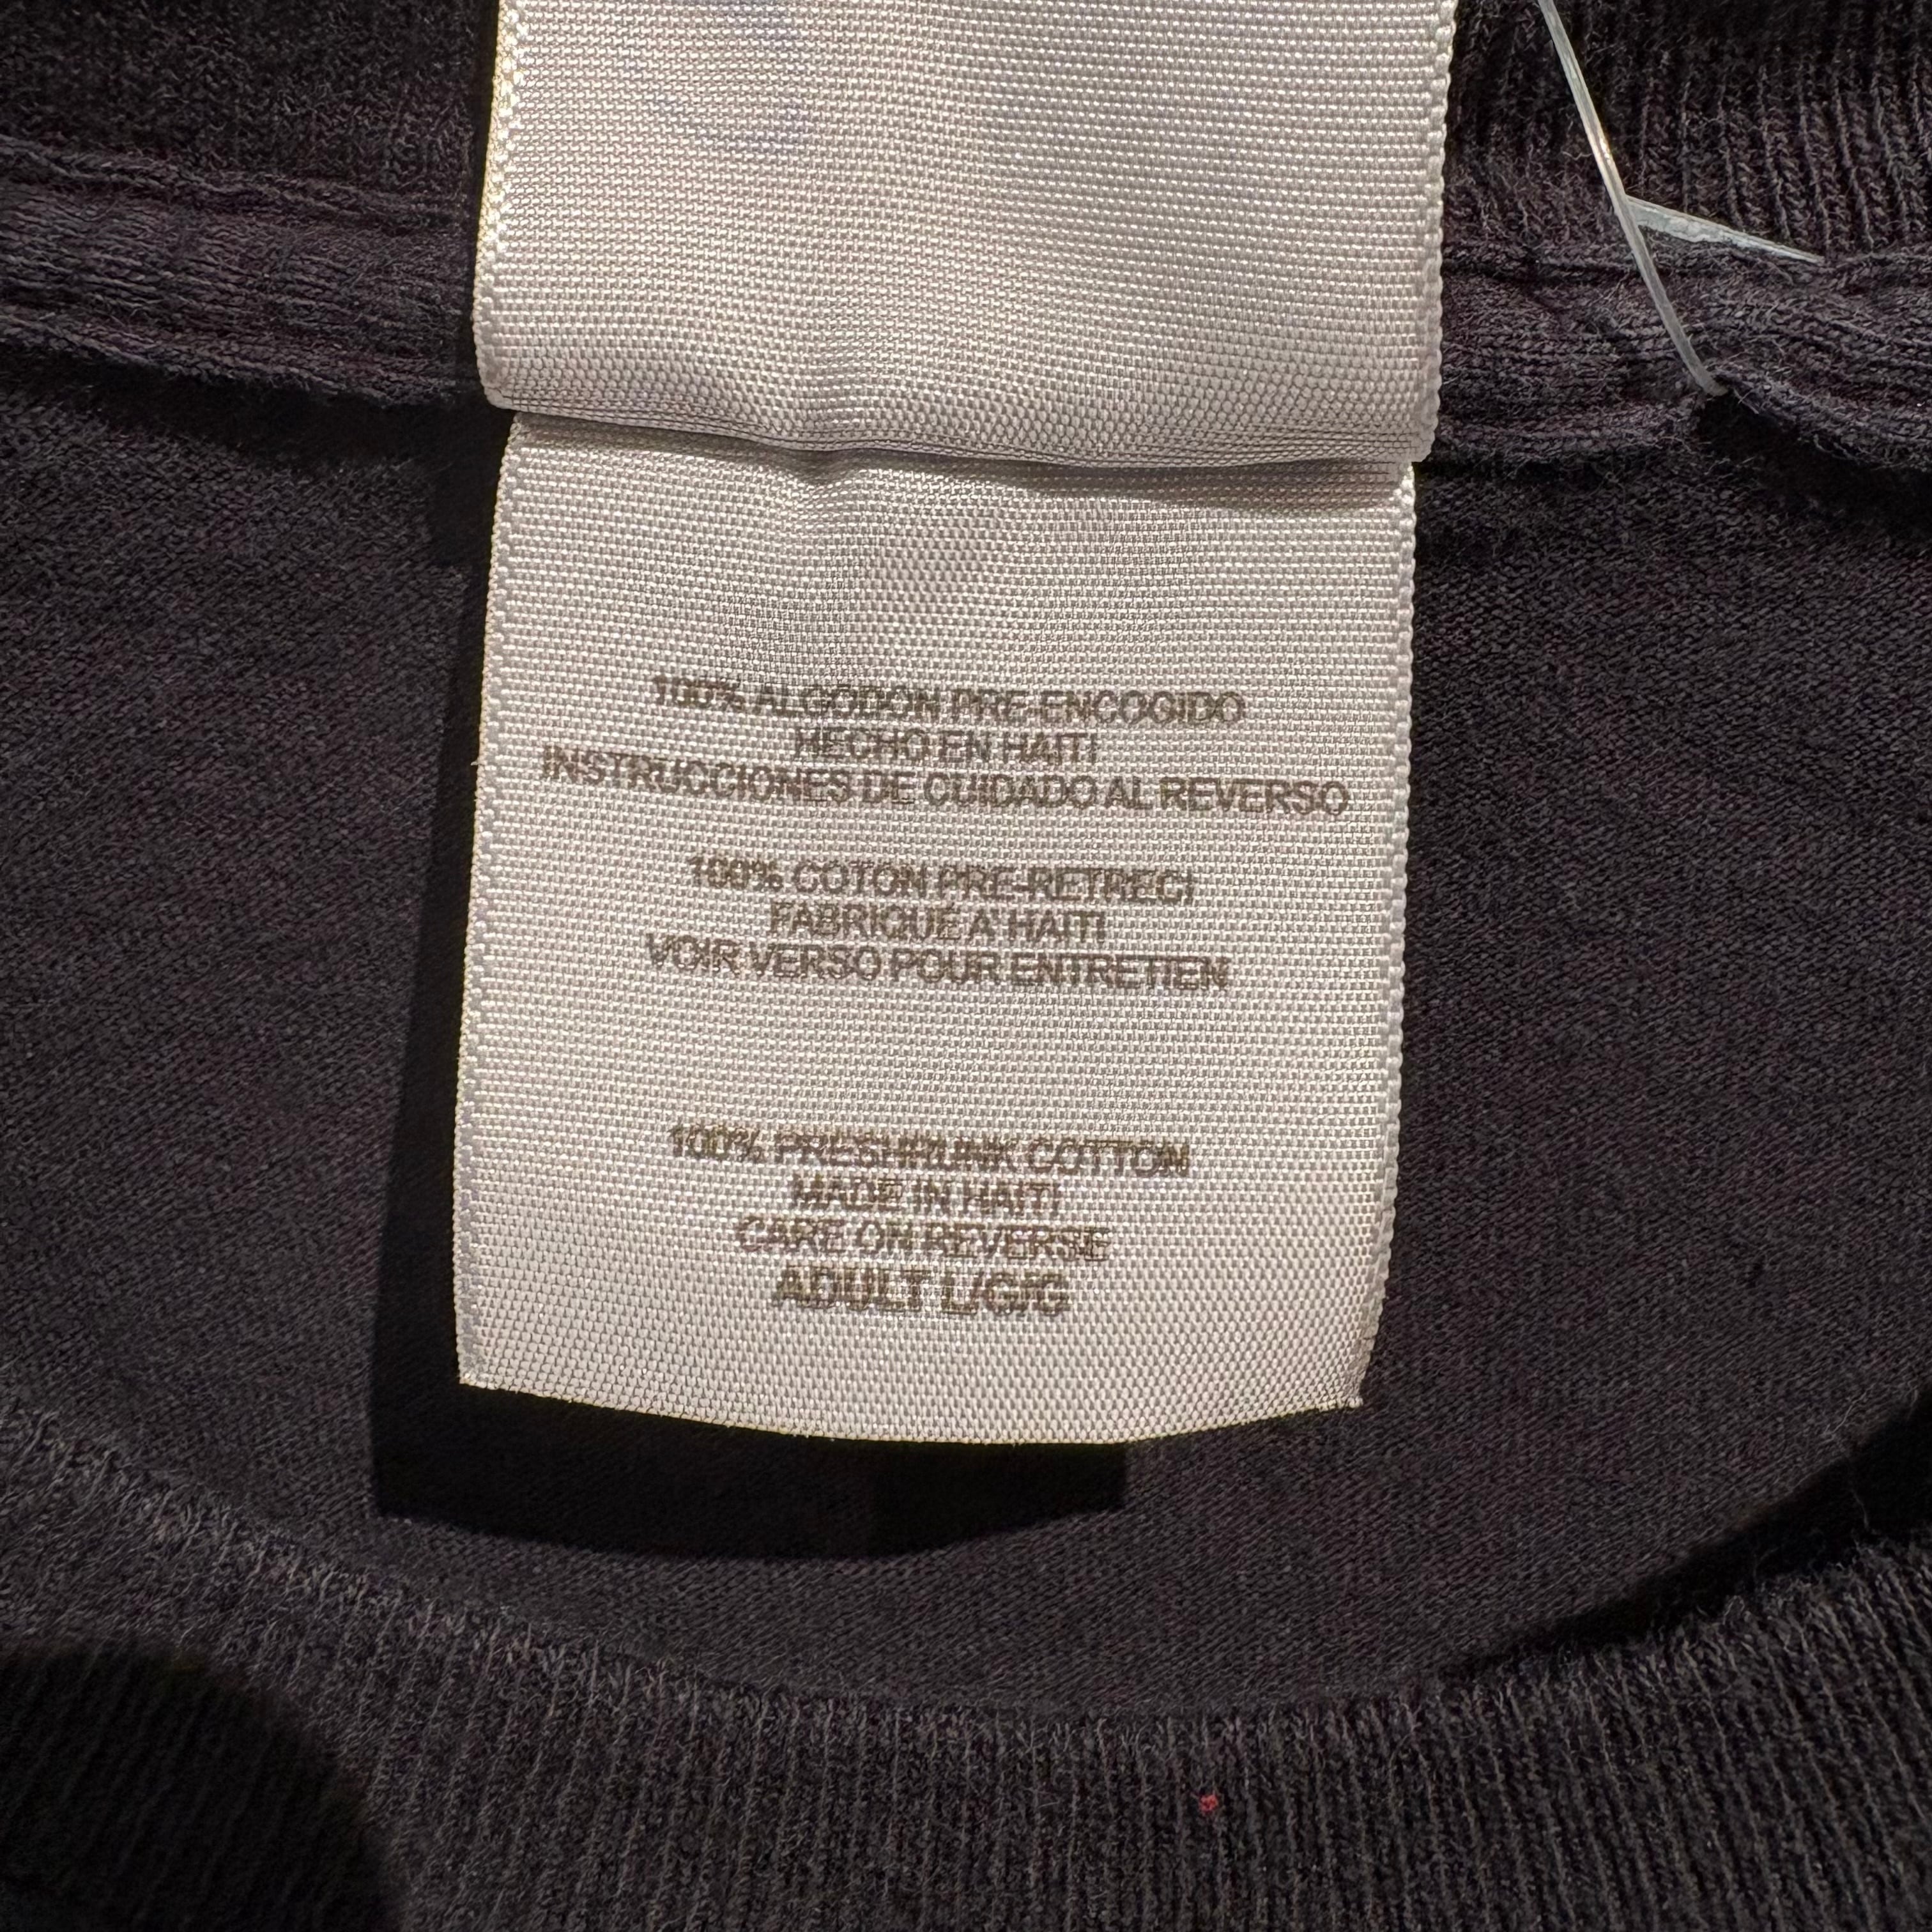 100% ALGODON PRE-ENCOGIDO
HECHO EN HAITI
INSTRUCCIONES DE CUIDADO AL REVERSO
100% COTON PRE-RETRECI
FABRIQUÉ A HAITI
VOIR VERSO POUR ENTRETIEN
100% PRESHRUNK COTTON
MADE IN HAITI
CARE ON REVERSE
ADULT L/G/G